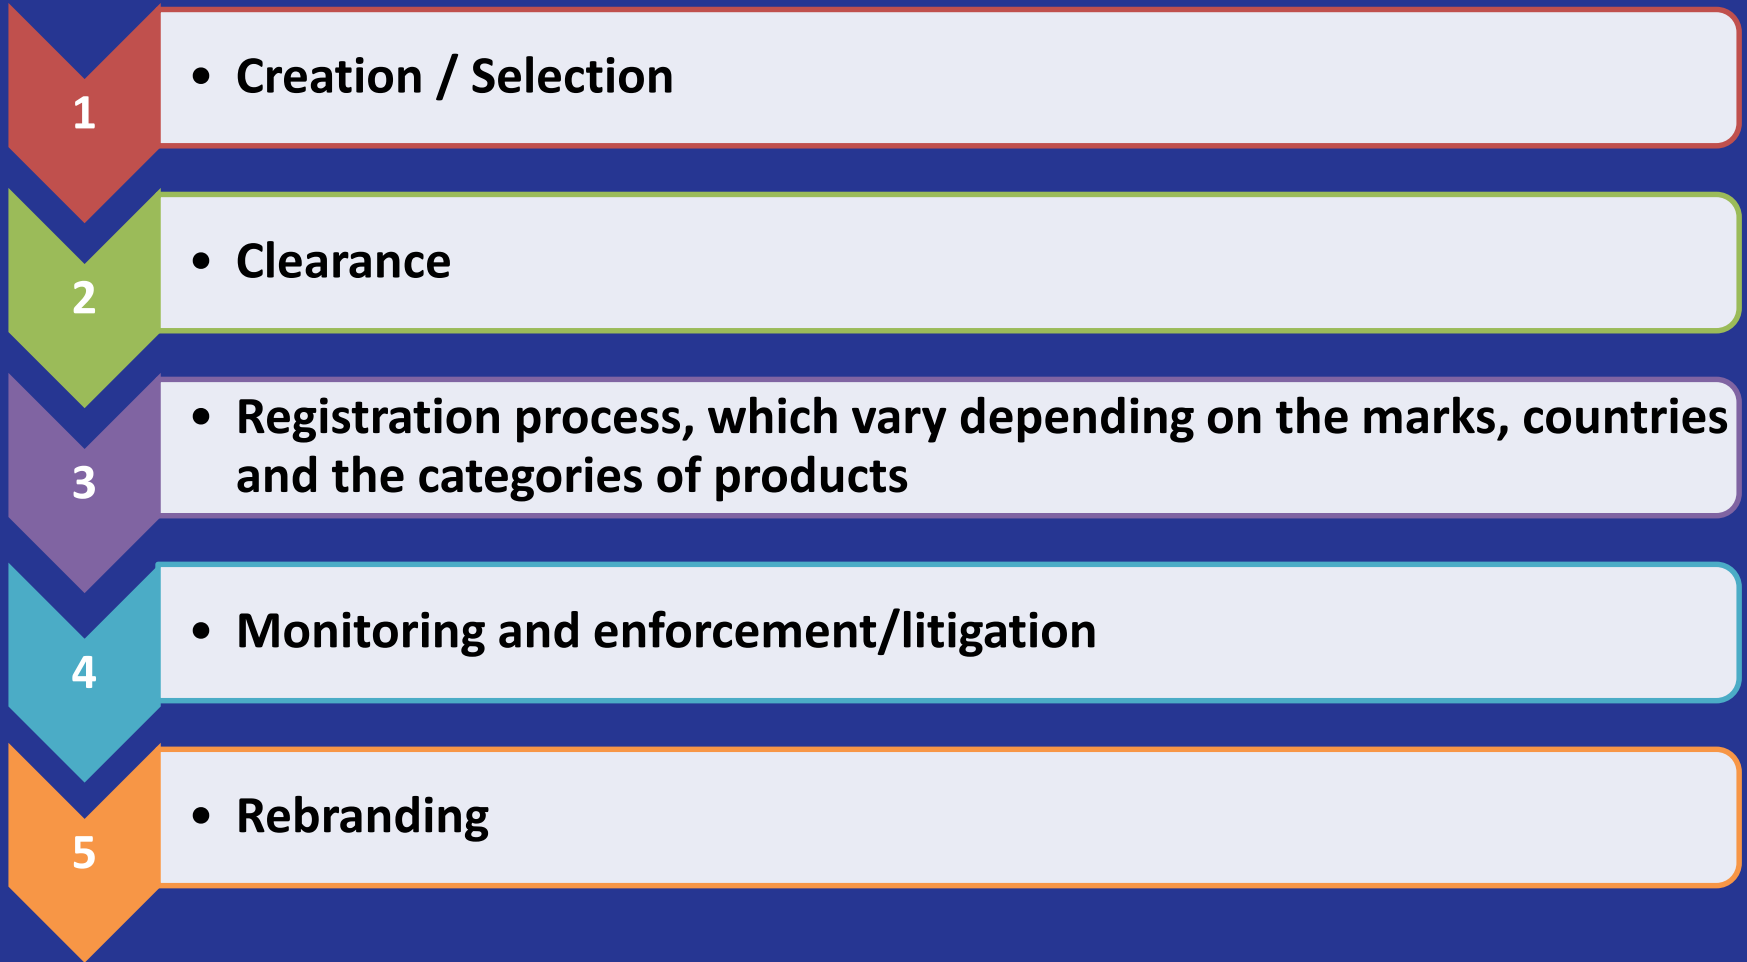 1
• Creation / Selection
2
• Clearance
3
• Registration process, which vary depending on the marks, countries
and the categories of products
4
• Monitoring and enforcement/litigation
5
• Rebranding